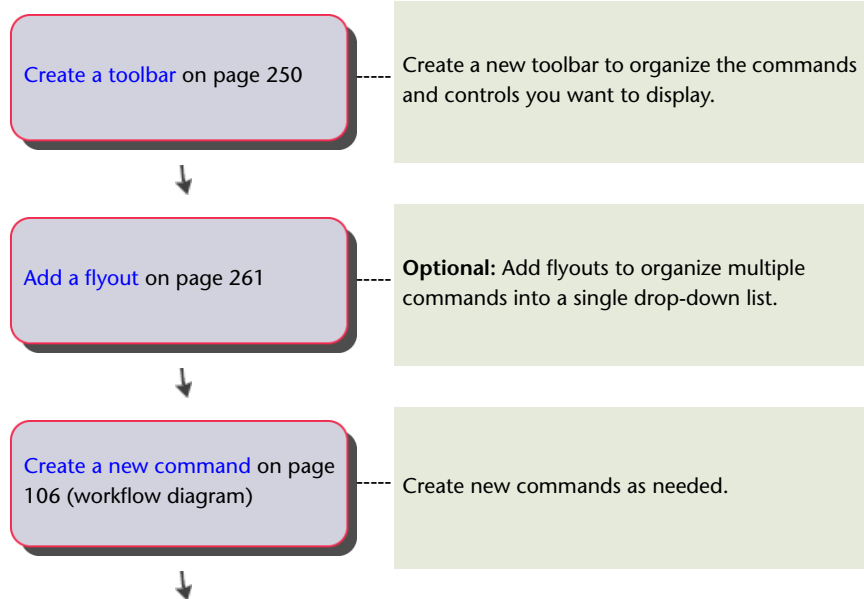 Create a toolbar on page 250
Create a new toolbar to organize the commands
and controls you want to display.
Add a flyout on page 261
Optional: Add flyouts to organize multiple
commands into a single drop-down list.
Create a new command on page
106 (workflow diagram)
Create new commands as needed.